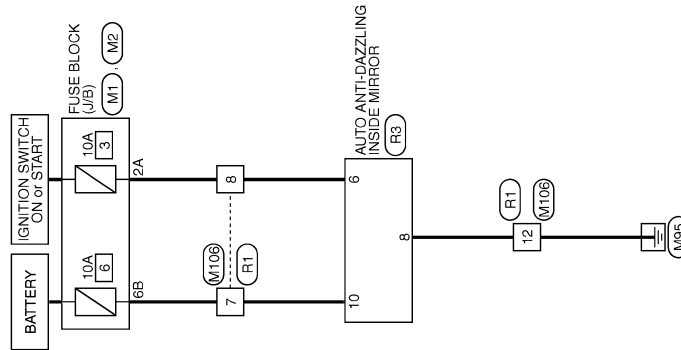 IGNITION SWITCH
ON or START
BATTERY
FUSE BLOCK
(J/B)
M1 , M2
10A
3
10A
6
2A
6B
8
7
M106
R1
AUTO ANTI-DAZZLING
INSIDE MIRROR
R3
6
10
8
R1
12
M106
M95